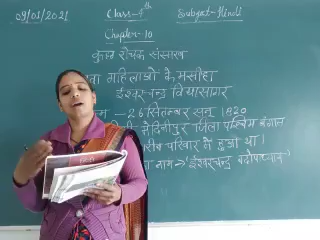 09/03/2021 Class-4th Subject-Hindi
Chapter-10
कुछ रोचक संस्मरण
महिलाओं के मसीहा
ईश्वरचन्द्र विद्यासागर
26 सितम्बर सन् 1820
मेदिनीपुर जिला पश्चिम बंगाल
परिवार में हुआ था।
नाम → ईश्वरचन्द्र बंदोपाध्याय
हिंदी